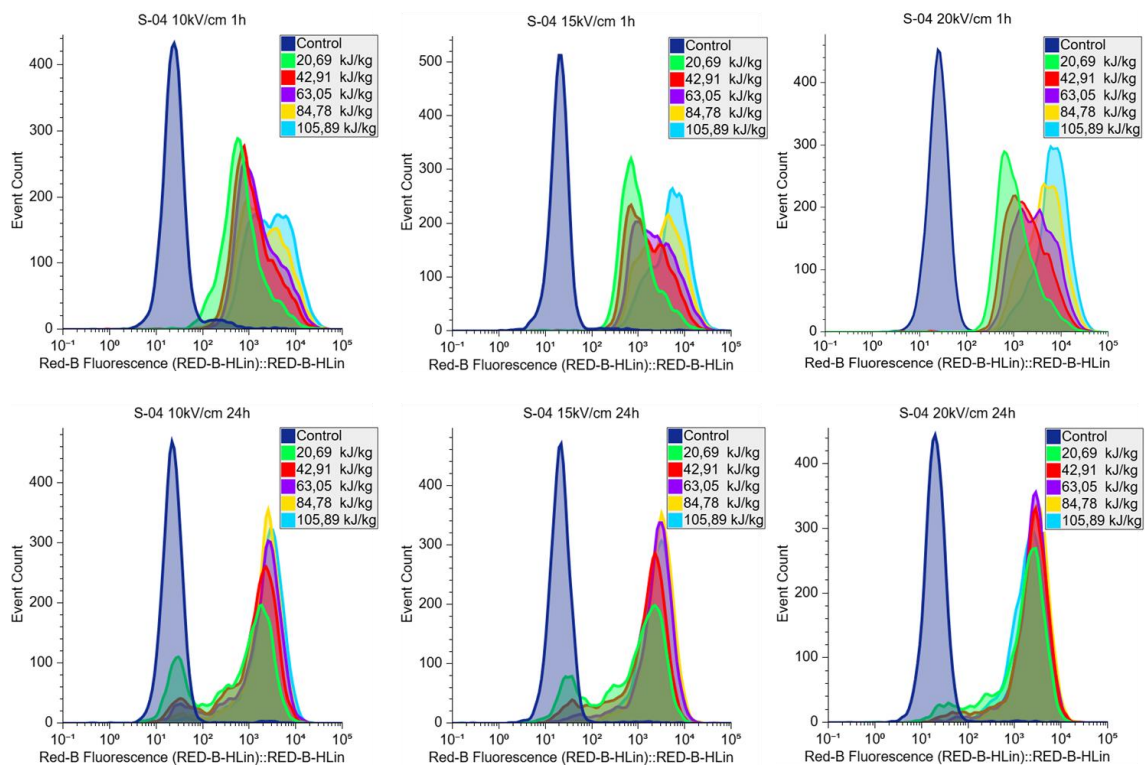 S-04 10kV/cm 1h
Control
20,69 kJ/kg
42,91 kJ/kg
63,05 kJ/kg
84,78 kJ/kg
105,89 kJ/kg
400
300
200
100
0
Event Count
10⁻¹ 10⁰ 10¹ 10² 10³ 10⁴ 10⁵
Red-B Fluorescence (RED-B-HLin)::RED-B-HLin
S-04 15kV/cm 1h
Control
20,69 kJ/kg
42,91 kJ/kg
63,05 kJ/kg
84,78 kJ/kg
105,89 kJ/kg
500
400
300
200
100
0
Event Count
10⁻¹ 10⁰ 10¹ 10² 10³ 10⁴ 10⁵
Red-B Fluorescence (RED-B-HLin)::RED-B-HLin
S-04 20kV/cm 1h
Control
20,69 kJ/kg
42,91 kJ/kg
63,05 kJ/kg
84,78 kJ/kg
105,89 kJ/kg
400
300
200
100
0
Event Count
10⁻¹ 10⁰ 10¹ 10² 10³ 10⁴ 10⁵
Red-B Fluorescence (RED-B-HLin)::RED-B-HLin
S-04 10kV/cm 24h
Control
20,69 kJ/kg
42,91 kJ/kg
63,05 kJ/kg
84,78 kJ/kg
105,89 kJ/kg
400
300
200
100
0
Event Count
10⁻¹ 10⁰ 10¹ 10² 10³ 10⁴ 10⁵
Red-B Fluorescence (RED-B-HLin)::RED-B-HLin
S-04 15kV/cm 24h
Control
20,69 kJ/kg
42,91 kJ/kg
63,05 kJ/kg
84,78 kJ/kg
105,89 kJ/kg
400
300
200
100
0
Event Count
10⁻¹ 10⁰ 10¹ 10² 10³ 10⁴ 10⁵
Red-B Fluorescence (RED-B-HLin)::RED-B-HLin
S-04 20kV/cm 24h
Control
20,69 kJ/kg
42,91 kJ/kg
63,05 kJ/kg
84,78 kJ/kg
105,89 kJ/kg
400
300
200
100
0
Event Count
10⁻¹ 10⁰ 10¹ 10² 10³ 10⁴ 10⁵
Red-B Fluorescence (RED-B-HLin)::RED-B-HLin